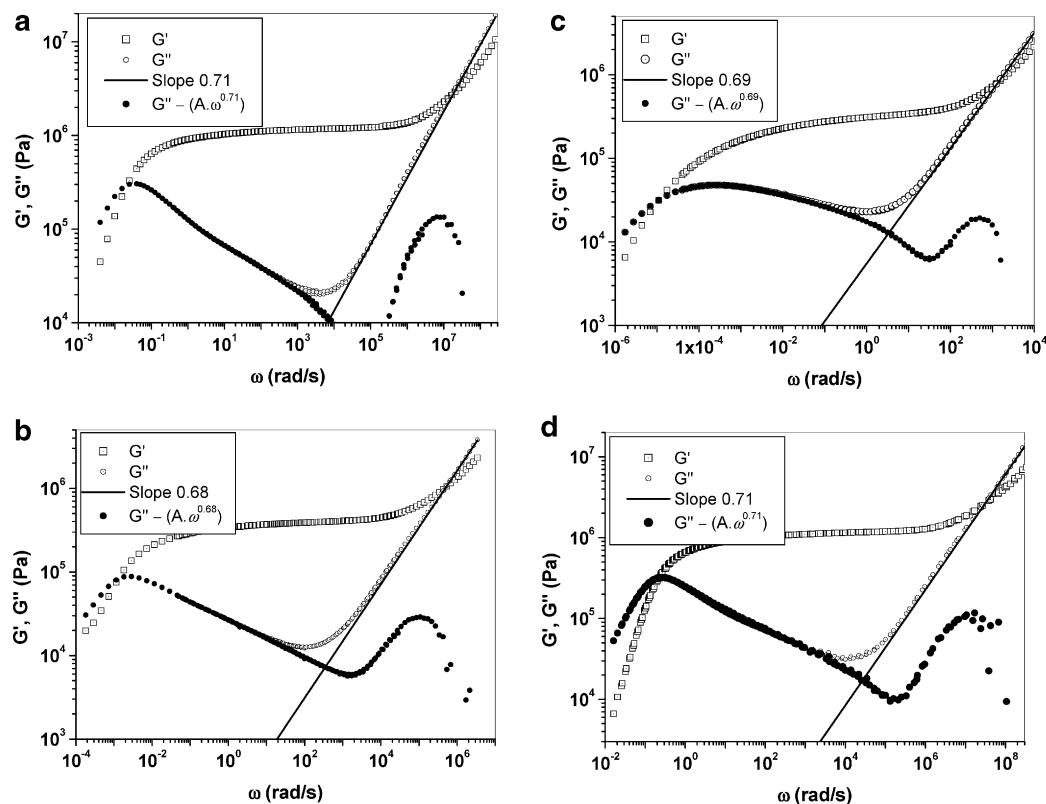 a
G'
G''
Slope 0.71
G'' – (A.ω^0.71)
G', G'' (Pa)
10^7
10^6
10^5
10^4
10^-3 10^-1 10^1 10^3 10^5 10^7
ω (rad/s)
c
G'
G''
Slope 0.69
G'' – (A.ω^0.69)
G', G'' (Pa)
10^6
10^5
10^4
10^3
10^-6 1x10^-4 10^-2 10^0 10^2 10^4
ω (rad/s)
b
G'
G''
Slope 0.68
G'' – (A.ω^0.68)
G', G'' (Pa)
10^6
10^5
10^4
10^3
10^-4 10^-2 10^0 10^2 10^4 10^6
ω (rad/s)
d
G'
G''
Slope 0.71
G'' – (A.ω^0.71)
G', G'' (Pa)
10^7
10^6
10^5
10^4
10^-2 10^0 10^2 10^4 10^6 10^8
ω (rad/s)